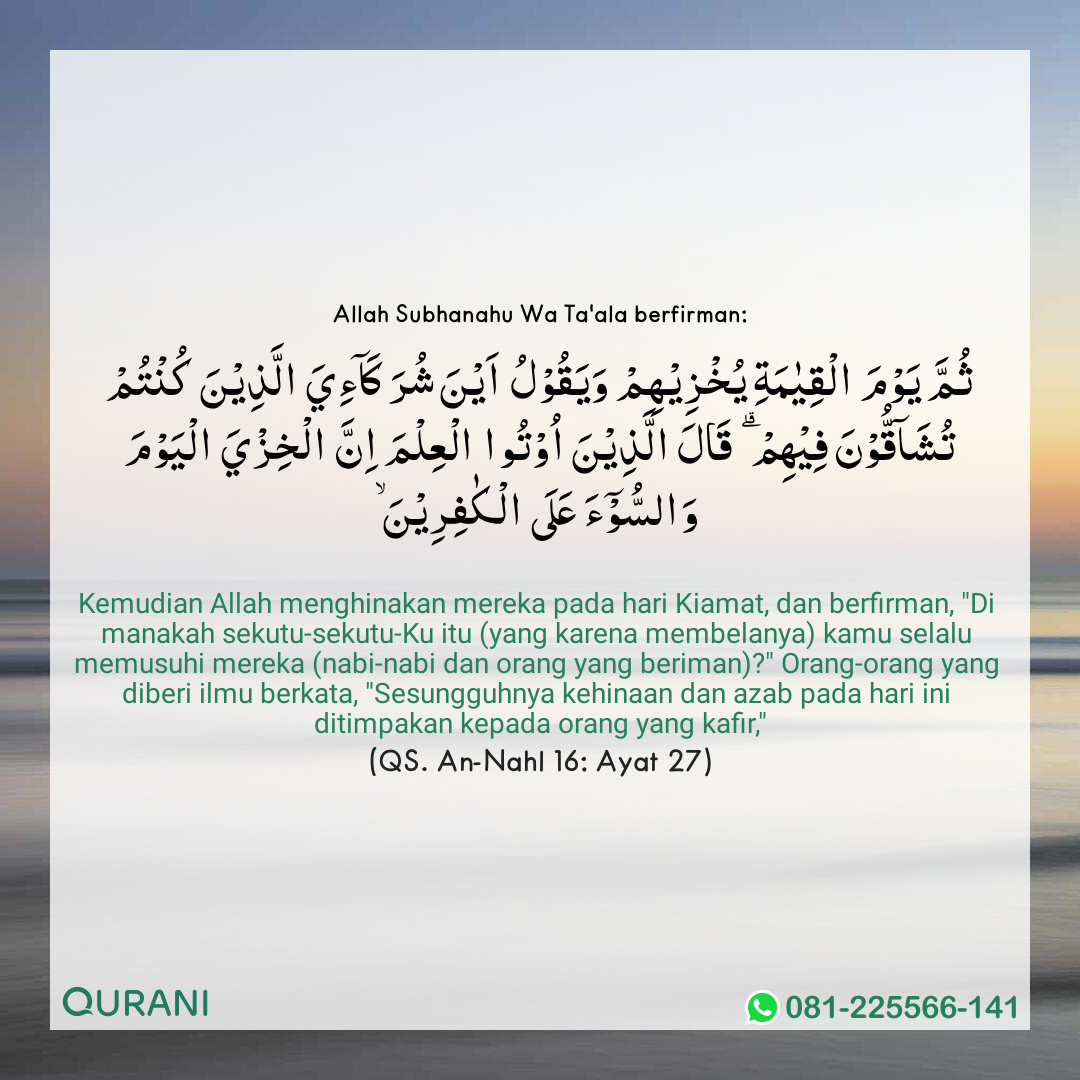 Allah Subhanahu Wa Ta'ala berfirman:
ثُمَّ يَوْمَ الْقِيٰمَةِ يُخْزِيْهِمْ وَيَقُوْلُ اَيْنَ شُرَكَآءِيَ الَّذِيْنَ كُنْتُمْ
تُشَآقُّوْنَ فِيْهِمْ ۗ قَالَ الَّذِيْنَ اُوْتُوا الْعِلْمَ اِنَّ الْخِزْيَ الْيَوْمَ
وَالسُّوْٓءَ عَلَى الْكٰفِرِيْنَ ۙ
Kemudian Allah menghinakan mereka pada hari Kiamat, dan berfirman, "Di
manakah sekutu-sekutu-Ku itu (yang karena membelanya) kamu selalu
memusuhi mereka (nabi-nabi dan orang yang beriman)?" Orang-orang yang
diberi ilmu berkata, "Sesungguhnya kehinaan dan azab pada hari ini
ditimpakan kepada orang yang kafir,"
(QS. An-Nahl 16: Ayat 27)
QURANI
081-225566-141